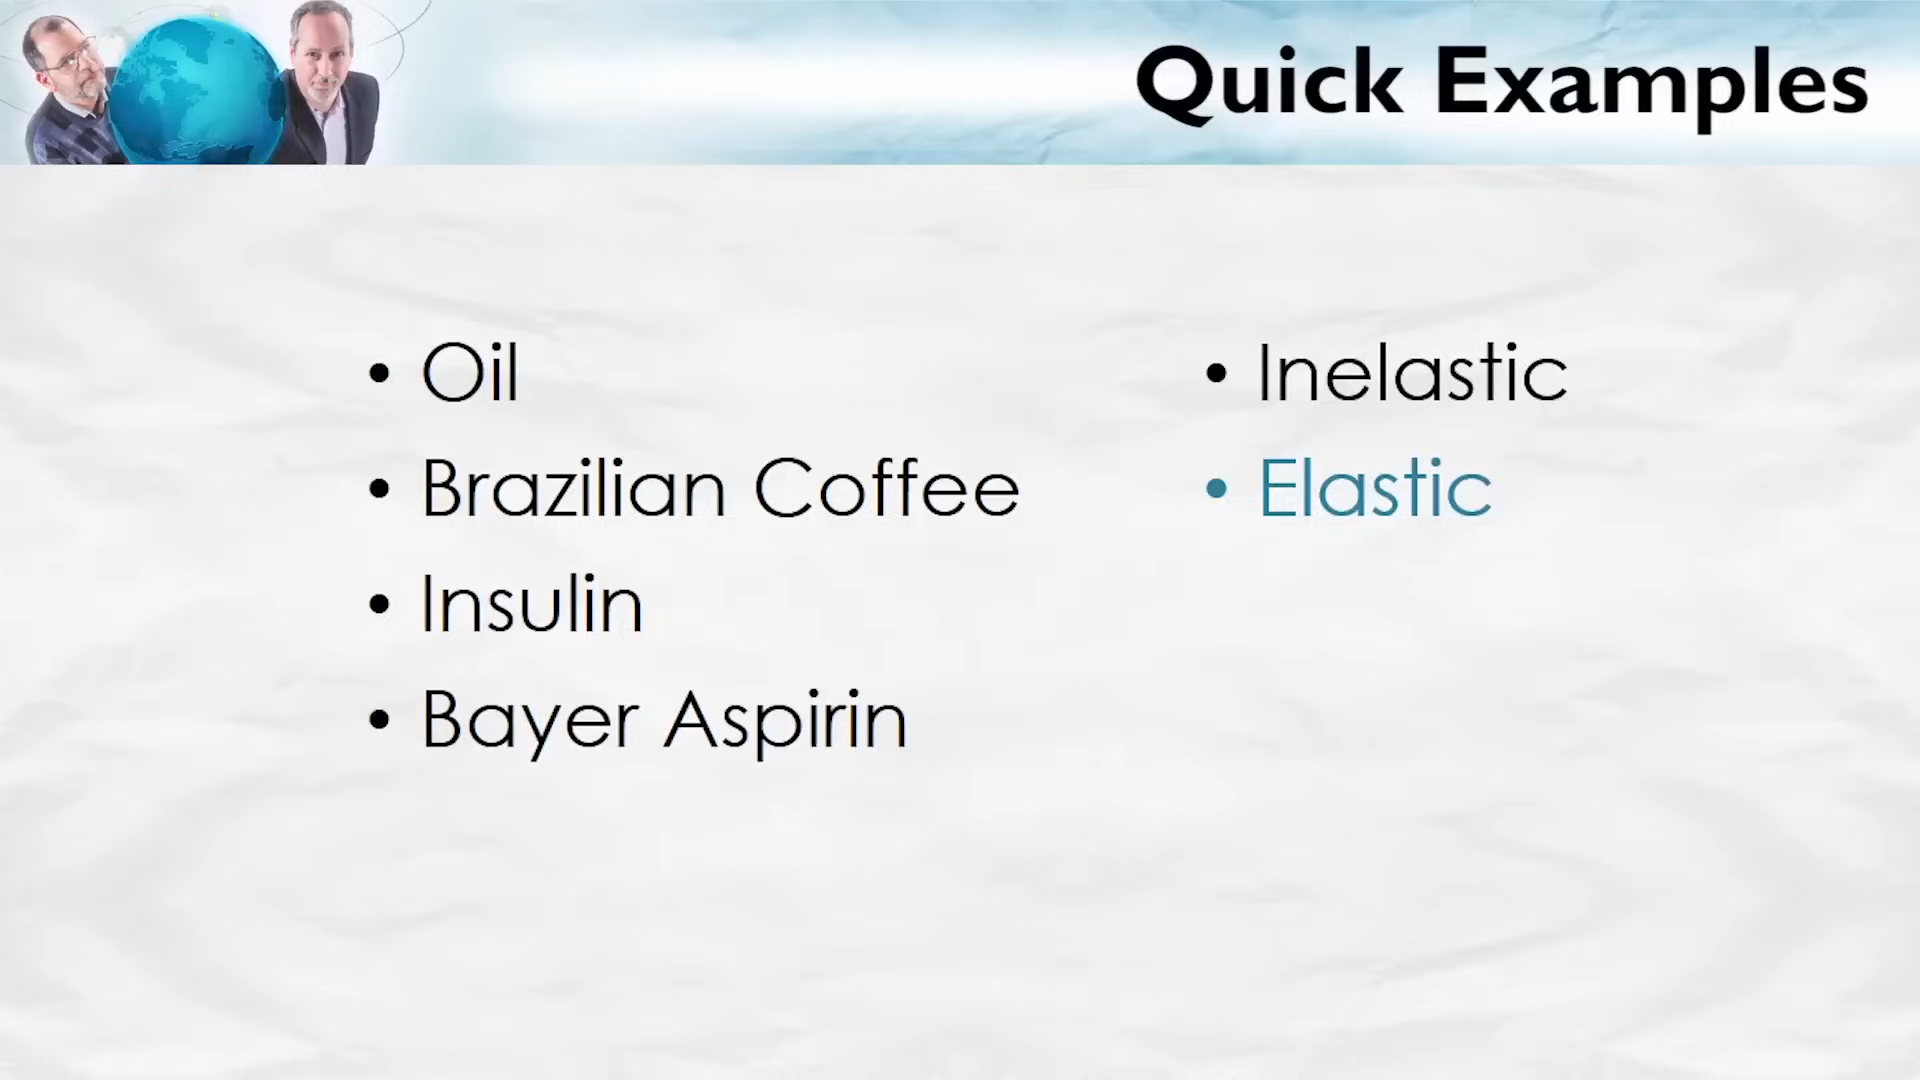 Quick Examples
• Oil
• Inelastic
• Brazilian Coffee
• Elastic
• Insulin
• Bayer Aspirin